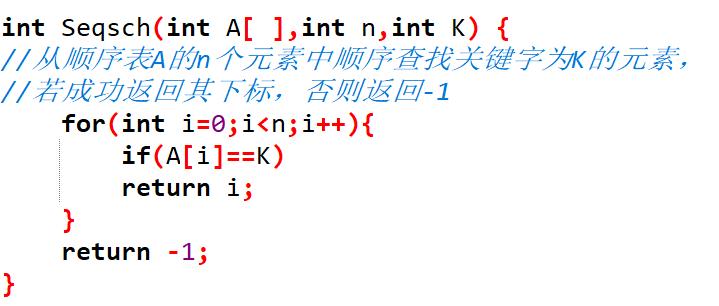 int Seqsch(int A[ ],int n,int K) {
//从顺序表A的n个元素中顺序查找关键字为K的元素，
//若成功返回其下标，否则返回-1
    for(int i=0;i<n;i++){
        if(A[i]==K)
        return i;
    }
    return -1;
}